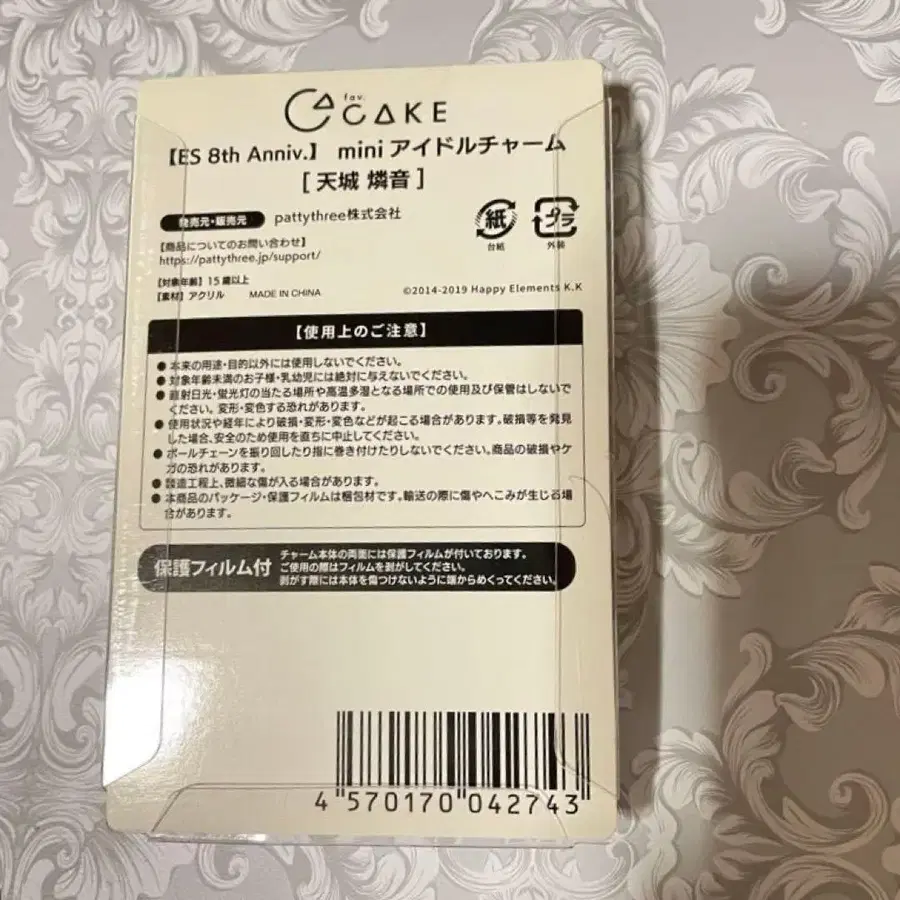 fav.
CAKE
【ES 8th Anniv.】 mini アイドルチャーム
[ 天城 燐音 ]
発売元・販売元 pattythree株式会社
紙
台紙
プラ
外装
【商品についてのお問い合わせ】
https://pattythree.jp/support/
【対象年齢】15歳以上
【素材】アクリル MADE IN CHINA
©2014-2019 Happy Elements K.K
【使用上のご注意】
● 本来の用途・目的以外には使用しないでください。
● 対象年齢未満のお子様・乳幼児には絶対に与えないでください。
● 直射日光・蛍光灯の当たる場所や高温多湿となる場所での使用及び保管はしないで
ください。変形・変色する恐れがあります。
● 使用状況や経年により破損・変形・変色などが起こる場合があります。破損等を発見
した場合、安全のため使用を直ちに中止してください。
● ボールチェーンを振り回したり指に巻き付けたりしないでください。商品の破損やケ
ガの恐れがあります。
● 製造工程上、微細な傷が入る場合があります。
● 本商品のパッケージ・保護フィルムは梱包材です。輸送の際に傷やへこみが生じる場
合があります。
保護フィルム付
チャーム本体の両面には保護フィルムが付いております。
ご使用の際はフィルムを剥がしてください。
剥がす際には本体を傷つけないように端からめくってください。
4 570170 042743